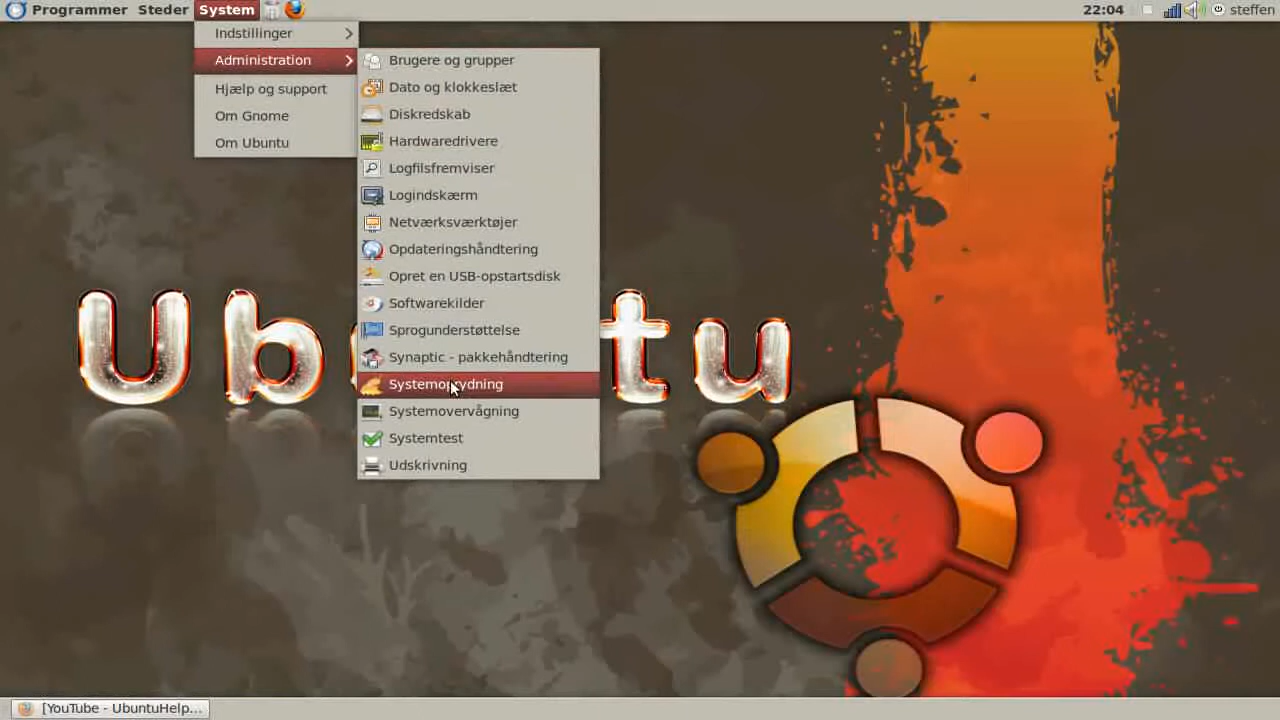 Programmer Steder System 22:04 steffen
Indstillinger
Administration
Hjælp og support
Om Gnome
Om Ubuntu
Brugere og grupper
Dato og klokkeslæt
Diskredskab
Hardwaredrivere
Logfilsfremviser
Logindskærm
Netværksværktøjer
Opdateringshåndtering
Opret en USB-opstartsdisk
Softwarekilder
Sprogunderstøttelse
Synaptic - pakkehåndtering
Systemoprydning
Systemovervågning
Systemtest
Udskrivning
Ub tu
[YouTube - UbuntuHelp...